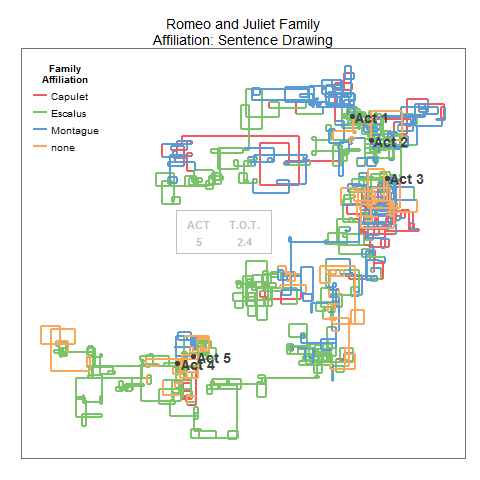 Romeo and Juliet Family
Affiliation: Sentence Drawing
Family
Affiliation
Capulet
Escalus
Montague
none
Act 1
Act 2
Act 3
ACT T.O.T.
5 2.4
Act 5
Act 4